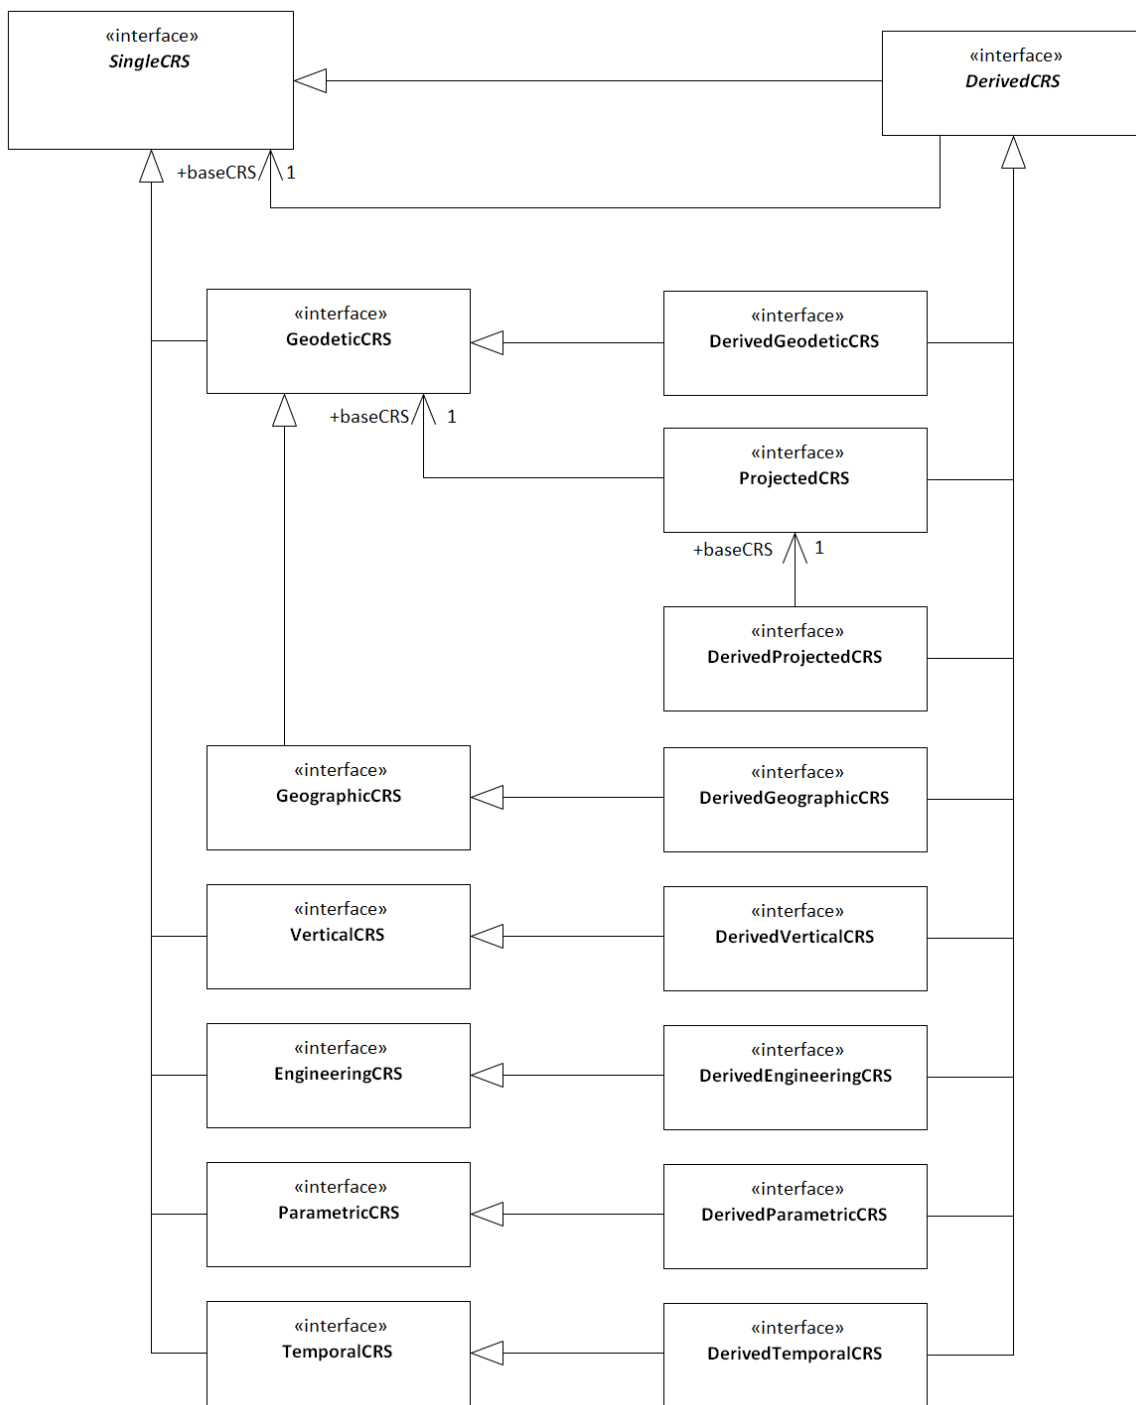 «interface»
SingleCRS
«interface»
DerivedCRS
+baseCRS 1
«interface»
GeodeticCRS
«interface»
DerivedGeodeticCRS
+baseCRS 1
«interface»
ProjectedCRS
+baseCRS 1
«interface»
DerivedProjectedCRS
«interface»
GeographicCRS
«interface»
DerivedGeographicCRS
«interface»
VerticalCRS
«interface»
DerivedVerticalCRS
«interface»
EngineeringCRS
«interface»
DerivedEngineeringCRS
«interface»
ParametricCRS
«interface»
DerivedParametricCRS
«interface»
TemporalCRS
«interface»
DerivedTemporalCRS